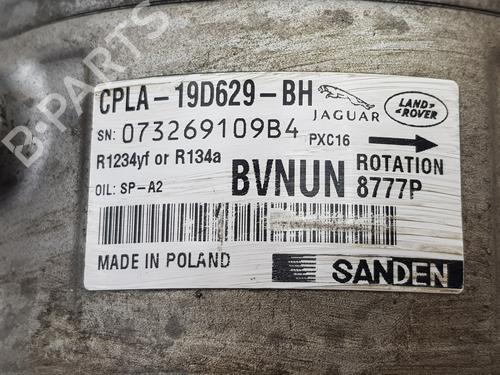 B-PARTS
CPLA-19D629-BH
JAGUAR
LAND ROVER
SN: 073269109B4
PXC16
R1234yf or R134a
ROTATION
OIL: SP-A2
BVNUN
8777P
MADE IN POLAND
SANDEN